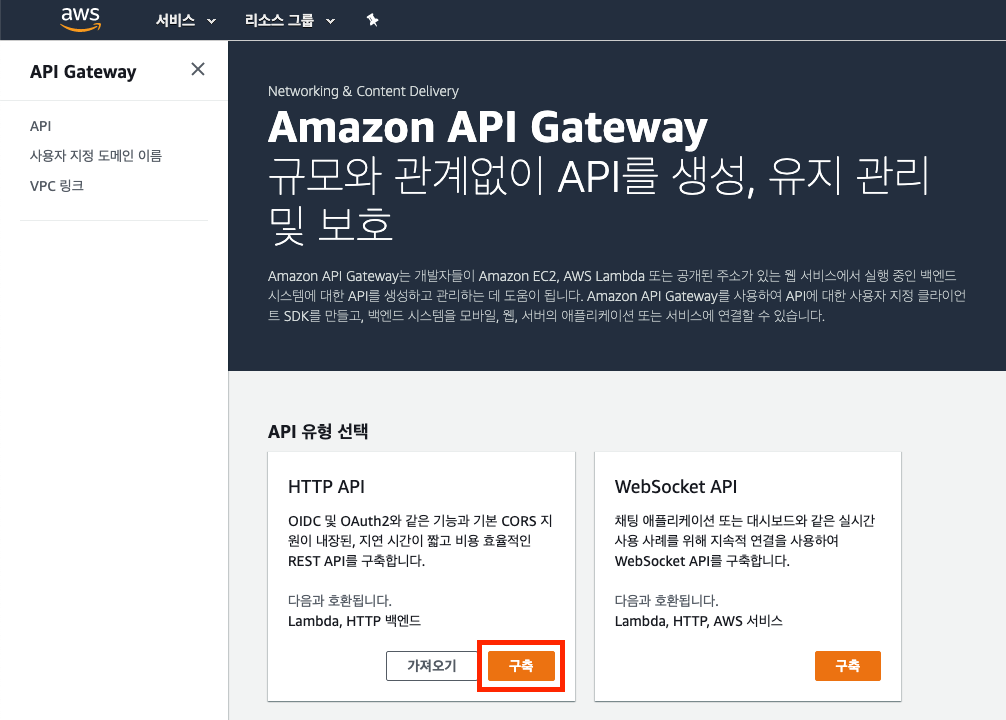 aws 서비스 리소스 그룹
API Gateway
API
사용자 지정 도메인 이름
VPC 링크
Networking & Content Delivery
Amazon API Gateway
규모와 관계없이 API를 생성, 유지 관리
및 보호
Amazon API Gateway는 개발자들이 Amazon EC2, AWS Lambda 또는 공개된 주소가 있는 웹 서비스에서 실행 중인 백엔드
시스템에 대한 API를 생성하고 관리하는 데 도움이 됩니다. Amazon API Gateway를 사용하여 API에 대한 사용자 지정 클라이언
트 SDK를 만들고, 백엔드 시스템을 모바일, 웹, 서버의 애플리케이션 또는 서비스에 연결할 수 있습니다.
API 유형 선택
HTTP API
OIDC 및 OAuth2와 같은 기능과 기본 CORS 지
원이 내장된, 지연 시간이 짧고 비용 효율적인
REST API를 구축합니다.
다음과 호환됩니다.
Lambda, HTTP 백엔드
가져오기 구축
WebSocket API
채팅 애플리케이션 또는 대시보드와 같은 실시간
사용 사례를 위해 지속적 연결을 사용하여
WebSocket API를 구축합니다.
다음과 호환됩니다.
Lambda, HTTP, AWS 서비스
구축